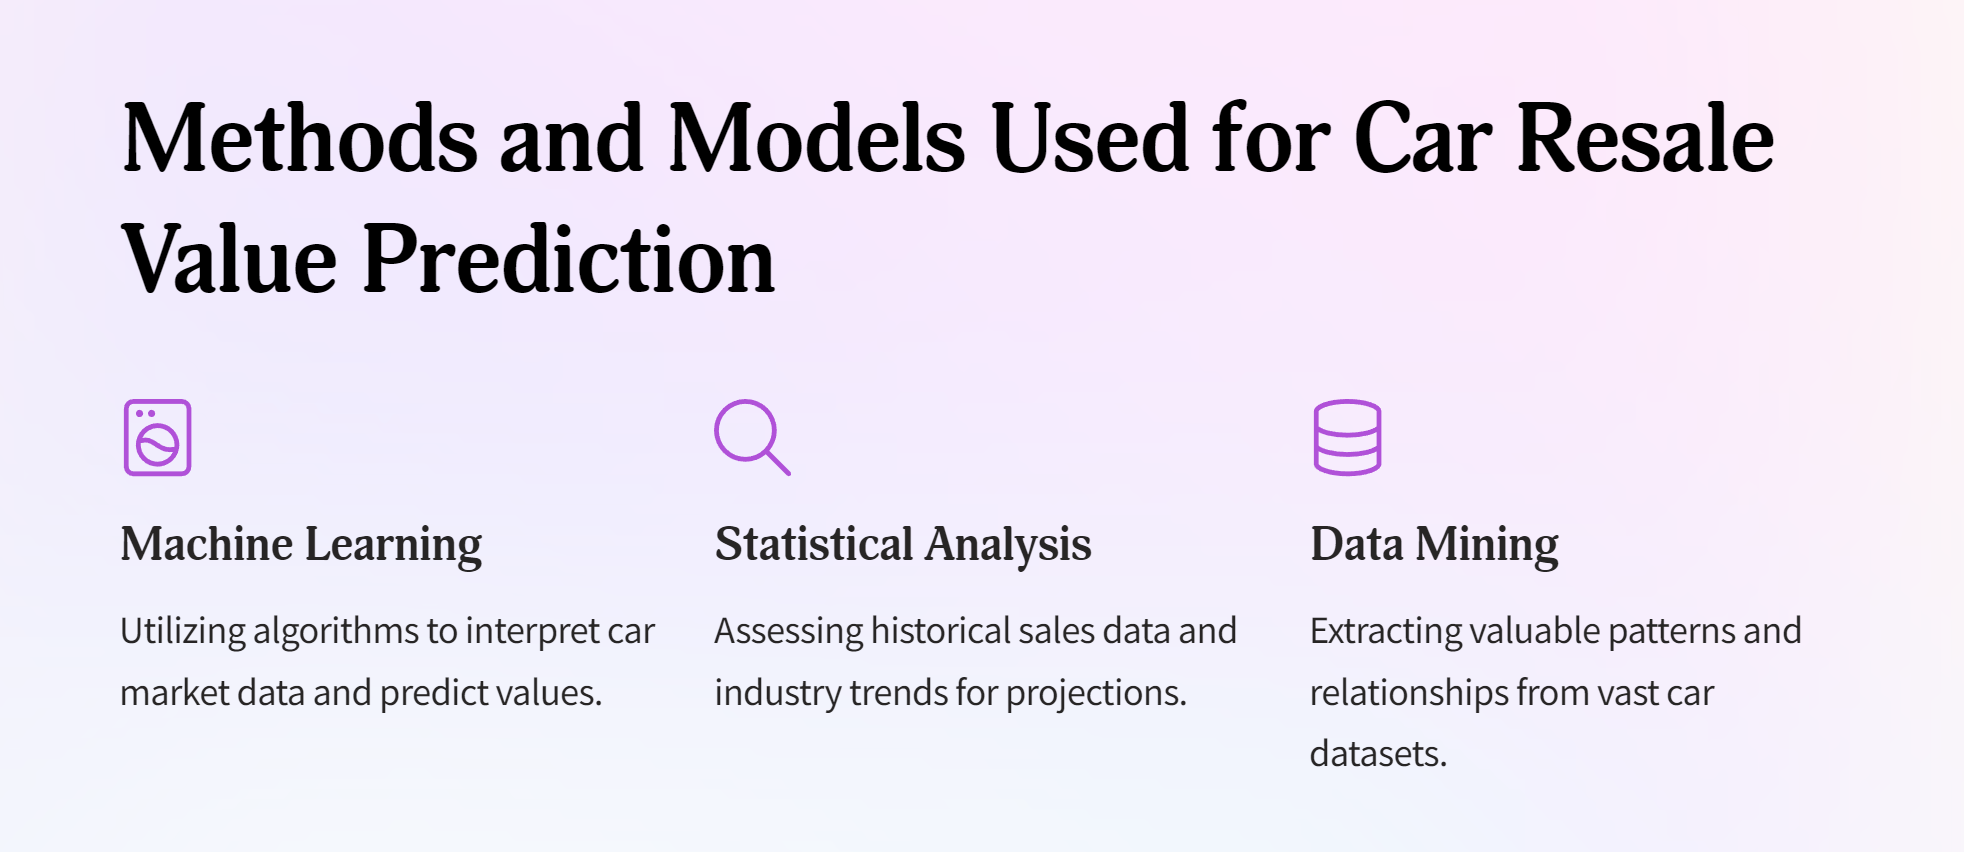 Methods and Models Used for Car Resale
Value Prediction
Machine Learning
Utilizing algorithms to interpret car
market data and predict values.
Statistical Analysis
Assessing historical sales data and
industry trends for projections.
Data Mining
Extracting valuable patterns and
relationships from vast car
datasets.